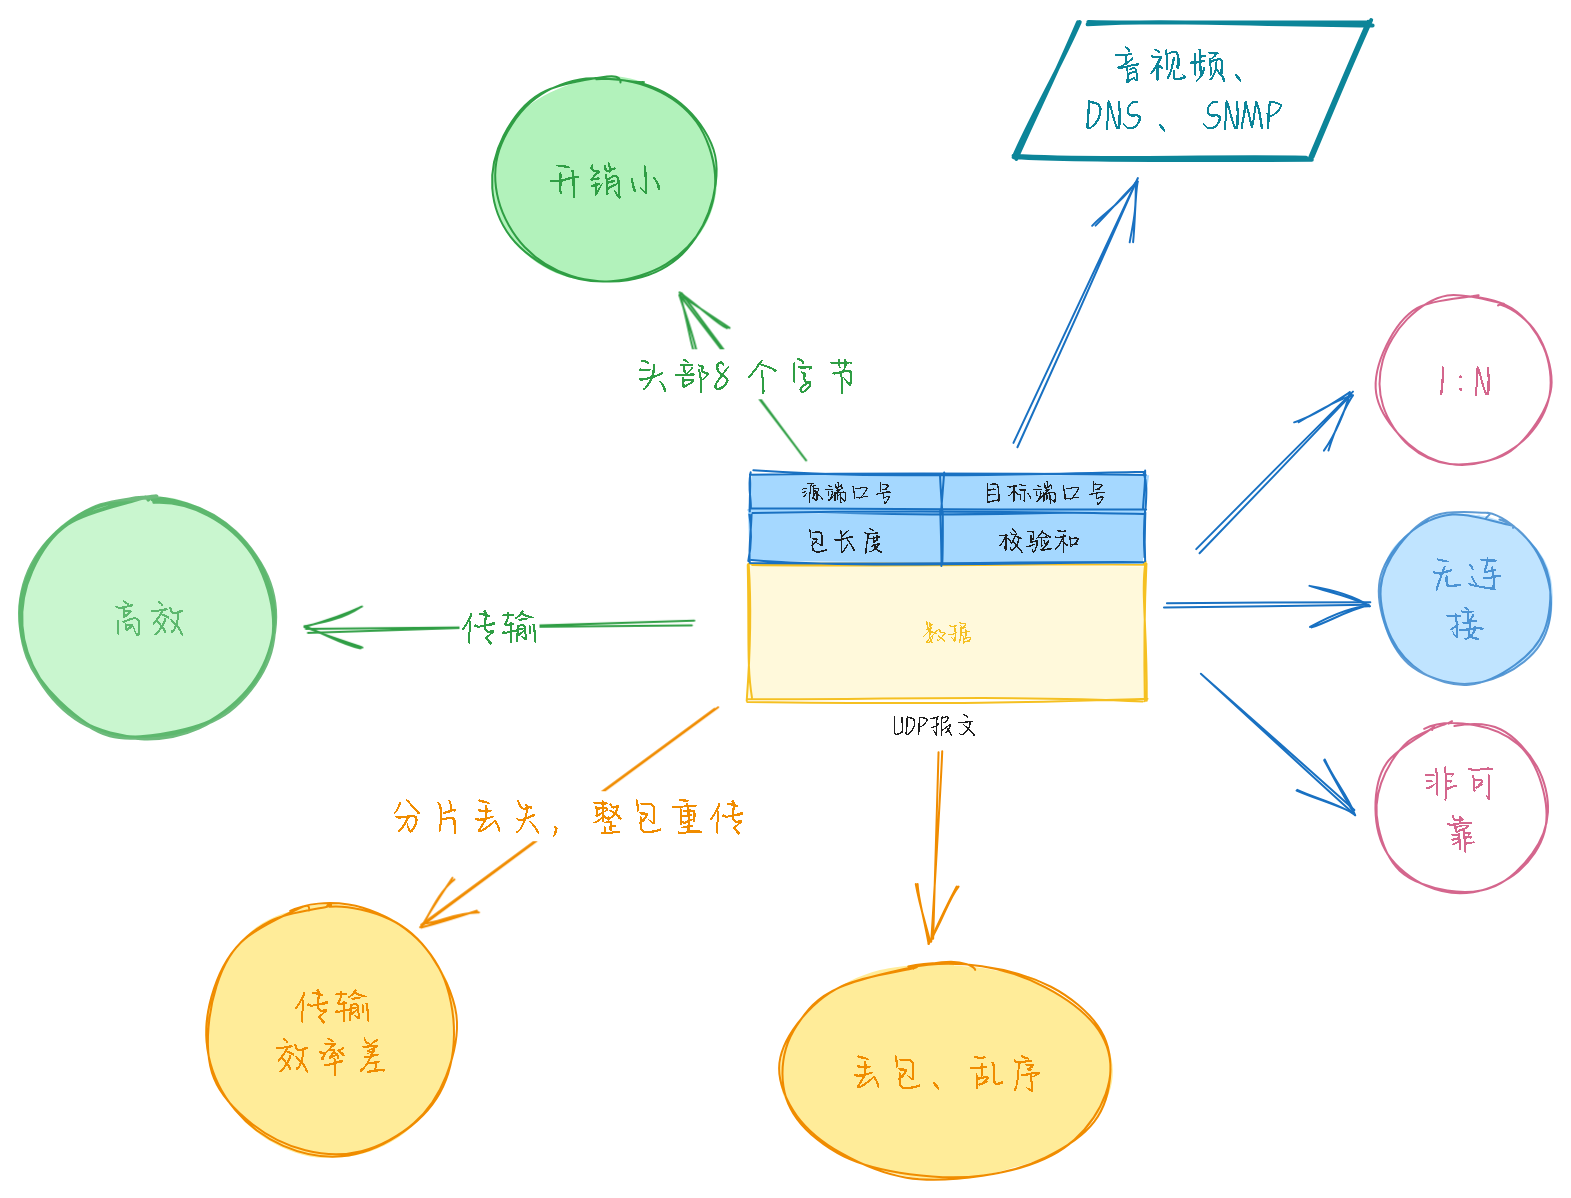 音视频、
DNS 、 SNMP
开销小
1:N
头部8个字节
源端口号
目标端口号
包长度
校验和
无连
接
高效
传输
数据
UDP报文
非可
靠
分片丢失，整包重传
传输
效率差
丢包、乱序